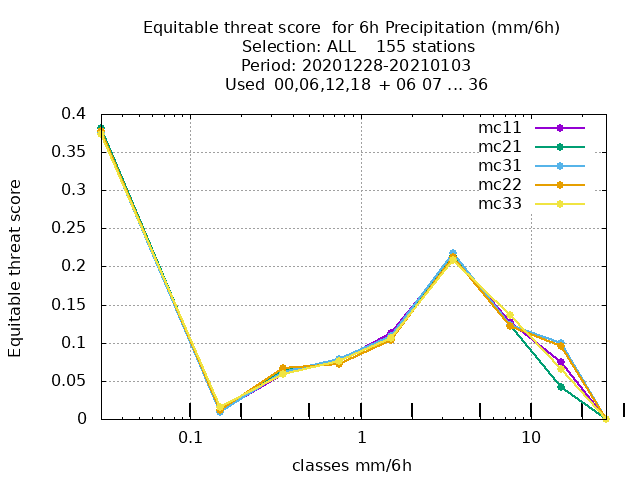 Equitable threat score  for 6h Precipitation (mm/6h)
Selection: ALL    155 stations
Period: 20201228-20210103
Used  00,06,12,18  + 06 07 ... 36
mc11
mc21
mc31
mc22
mc33
0.4
0.35
0.3
0.25
0.2
0.15
0.1
0.05
0
Equitable threat score
0.1 1 10
classes mm/6h